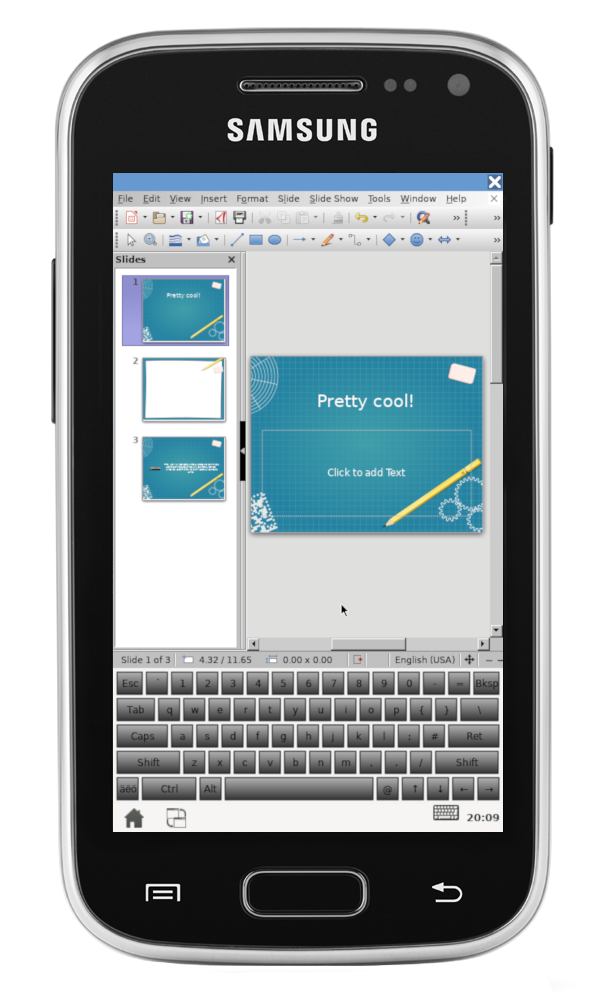 SAMSUNG
File Edit View Insert Format Slide Slide Show Tools Window Help
Slides
1
Pretty cool!
2
3
Pretty cool!
Click to add Text
Slide 1 of 3 4.32 / 11.65 0.00 x 0.00 English (USA)
Esc ` 1 2 3 4 5 6 7 8 9 0 - = Bksp
Tab q w e r t y u i o p { } \
Caps a s d f g h j k l : # Ret
Shift z x c v b n m , . / Shift
äëö Ctrl Alt @ ↑ ↓ ← →
20:09